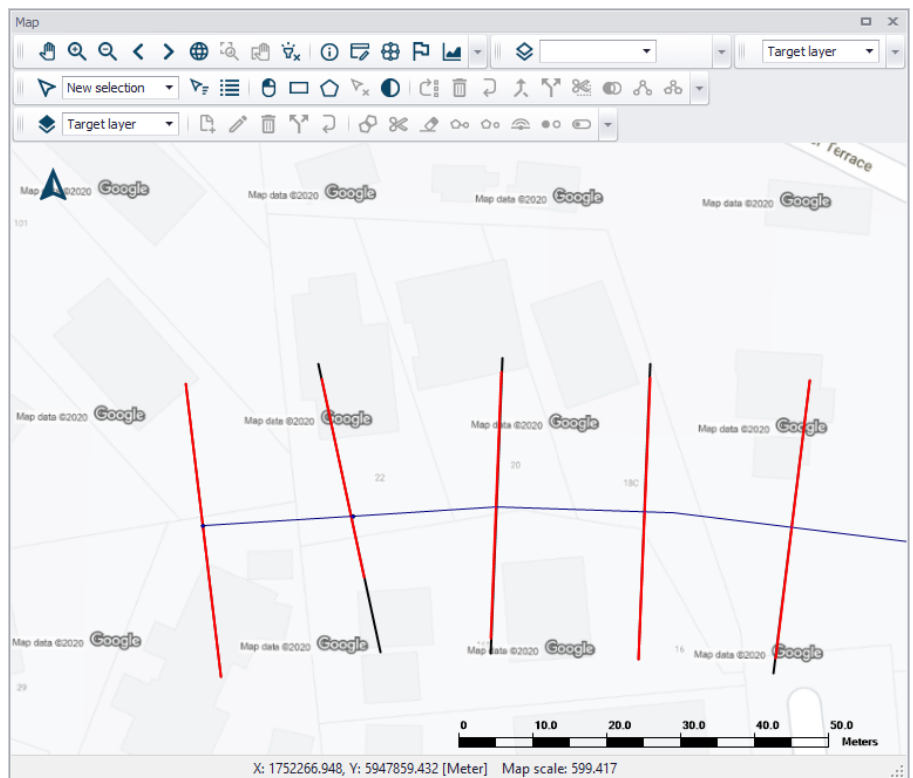 Map
Target layer
New selection
Target layer
Terrace
Map data ©2020 Google
Map data ©2020 Google
Map data ©2020 Google
Map data ©2020 Google
101
Map data ©2020 Google
Map data ©2020 Google
Map data ©2020 Google
Map data ©2020 Google
22
20
18C
Map data ©2020 Google
Map data ©2020 Google
Map data ©2020 Google
16
Map data ©2020 Google
29
0 10.0 20.0 30.0 40.0 50.0
Meters
X: 1752266.948, Y: 5947859.432 [Meter] Map scale: 599.417